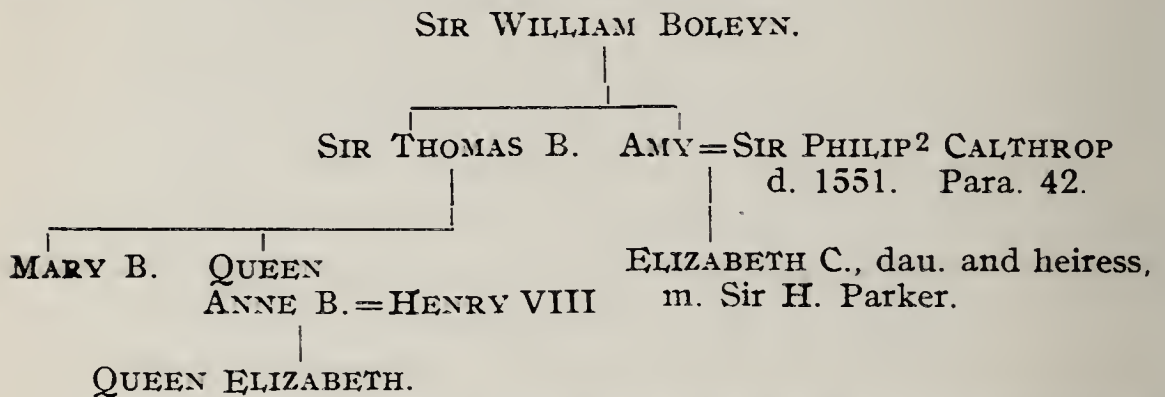 SIR WILLIAM BOLEYN.
SIR THOMAS B. AMY=SIR PHILIP² CALTHROP
d. 1551. Para. 42.
MARY B. QUEEN ELIZABETH C., dau. and heiress,
ANNE B.=HENRY VIII m. Sir H. Parker.
QUEEN ELIZABETH.